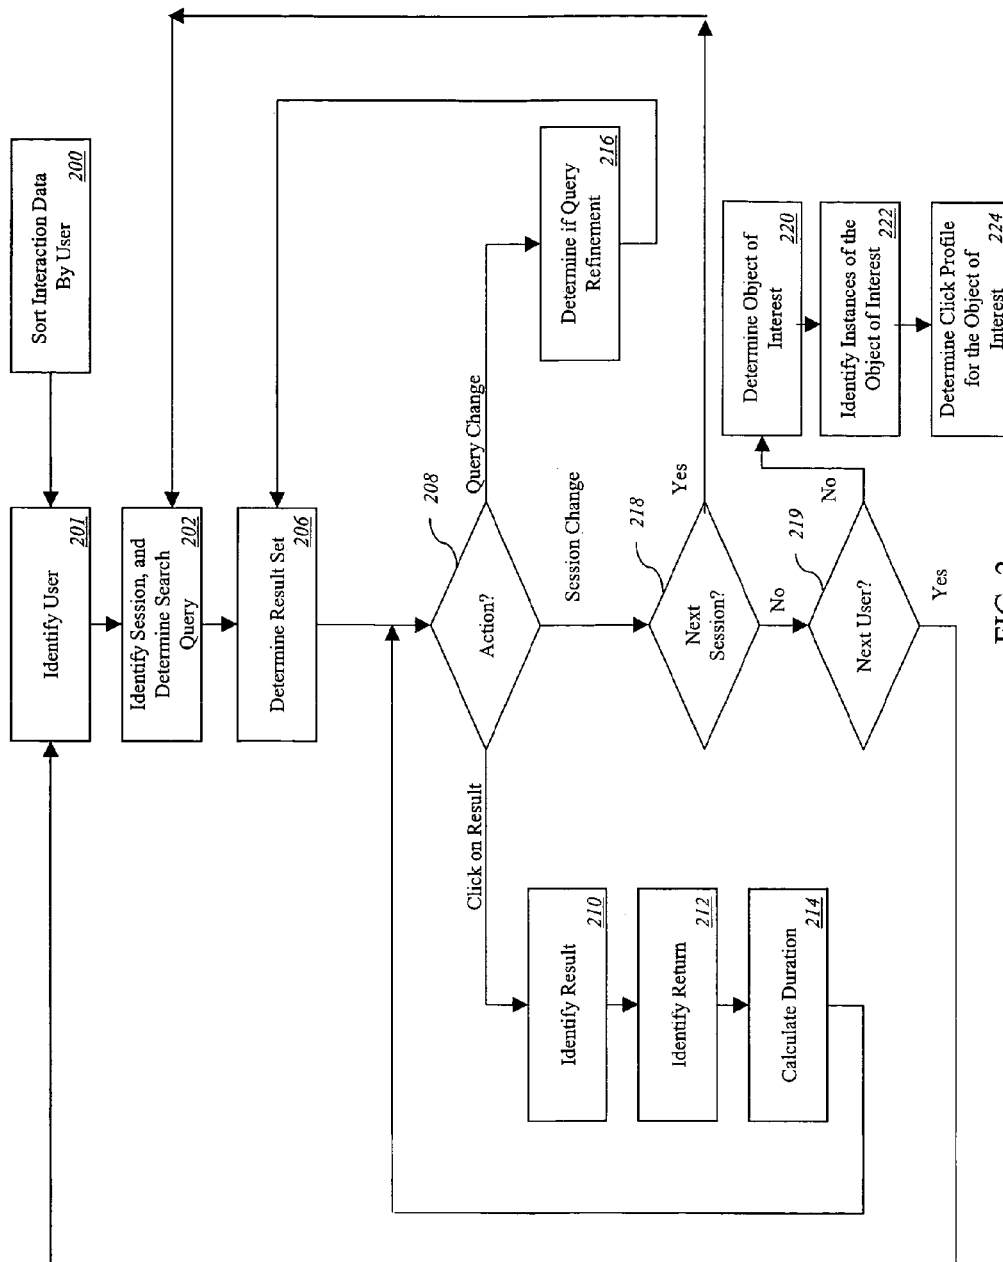 Sort Interaction Data
By User
200
Identify User
201
Identify Session, and
Determine Search
Query
202
Determine Result Set
206
Action?
208
Click on Result
Query Change
Session Change
Identify Result
210
Identify Return
212
Calculate Duration
214
Determine if Query
Refinement
216
Next
Session?
218
Yes
No
Next User?
219
No
Yes
Determine Object of
Interest
220
Identify Instances of the
Object of Interest
222
Determine Click Profile
for the Object of
Interest
224